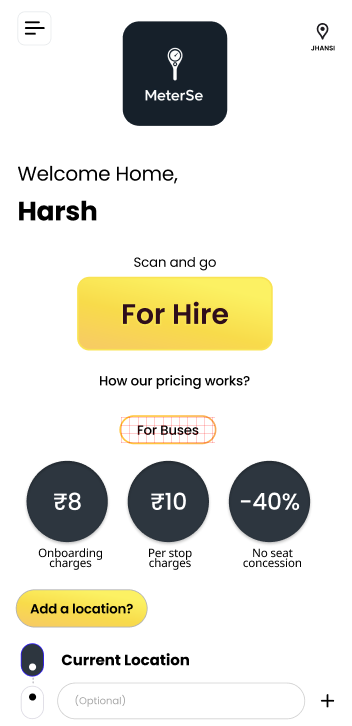 JHANSI
MeterSe
Welcome Home,
Harsh
Scan and go
For Hire
How our pricing works?
For Buses
₹8
₹10
-40%
Onboarding
charges
Per stop
charges
No seat
concession
Add a location?
Current Location
(Optional)
+